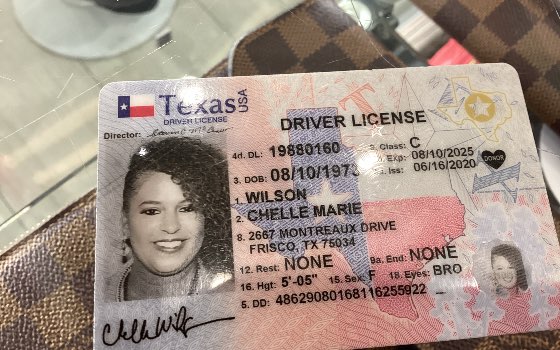 Texas USA
DRIVER LICENSE
Director:
DRIVER LICENSE
4d. DL: 19880160
9. Class: C
4b. Exp: 08/10/2025
3. DOB: 08/10/1973
Iss: 06/16/2020
DONOR
1. WILSON
2. CHELLE MARIE
8. 2667 MONTREAUX DRIVE
FRISCO, TX 75034
12. Rest: NONE
9a. End: NONE
16. Hgt: 5'-05"
15. Sex: F
18. Eyes: BRO
5. DD: 48629080168116255922